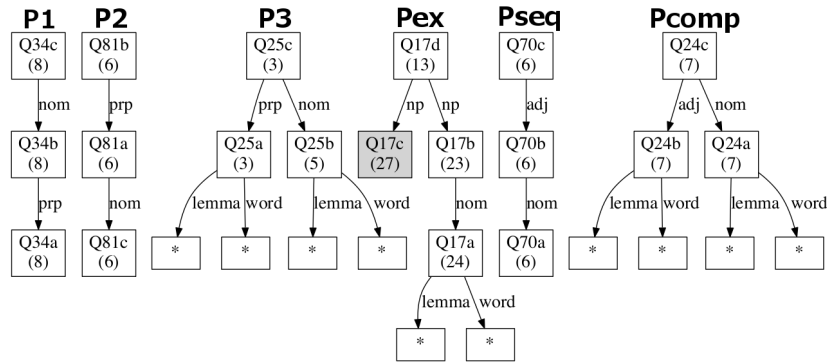 P1 P2 P3 Pex Pseq Pcomp
Q34c Q81b Q25c Q17d Q70c Q24c
(8) (6) (3) (13) (6) (7)
nom prp prp nom np np adj adj nom
Q34b Q81a Q25a Q25b Q17c Q17b Q70b Q24b Q24a
(8) (6) (3) (5) (27) (23) (6) (7) (7)
prp nom lemma word lemma word nom nom lemma word lemma word
Q34a Q81c * * * * Q17a Q70a * * * *
(8) (6) (24) (6)
lemma word
* *